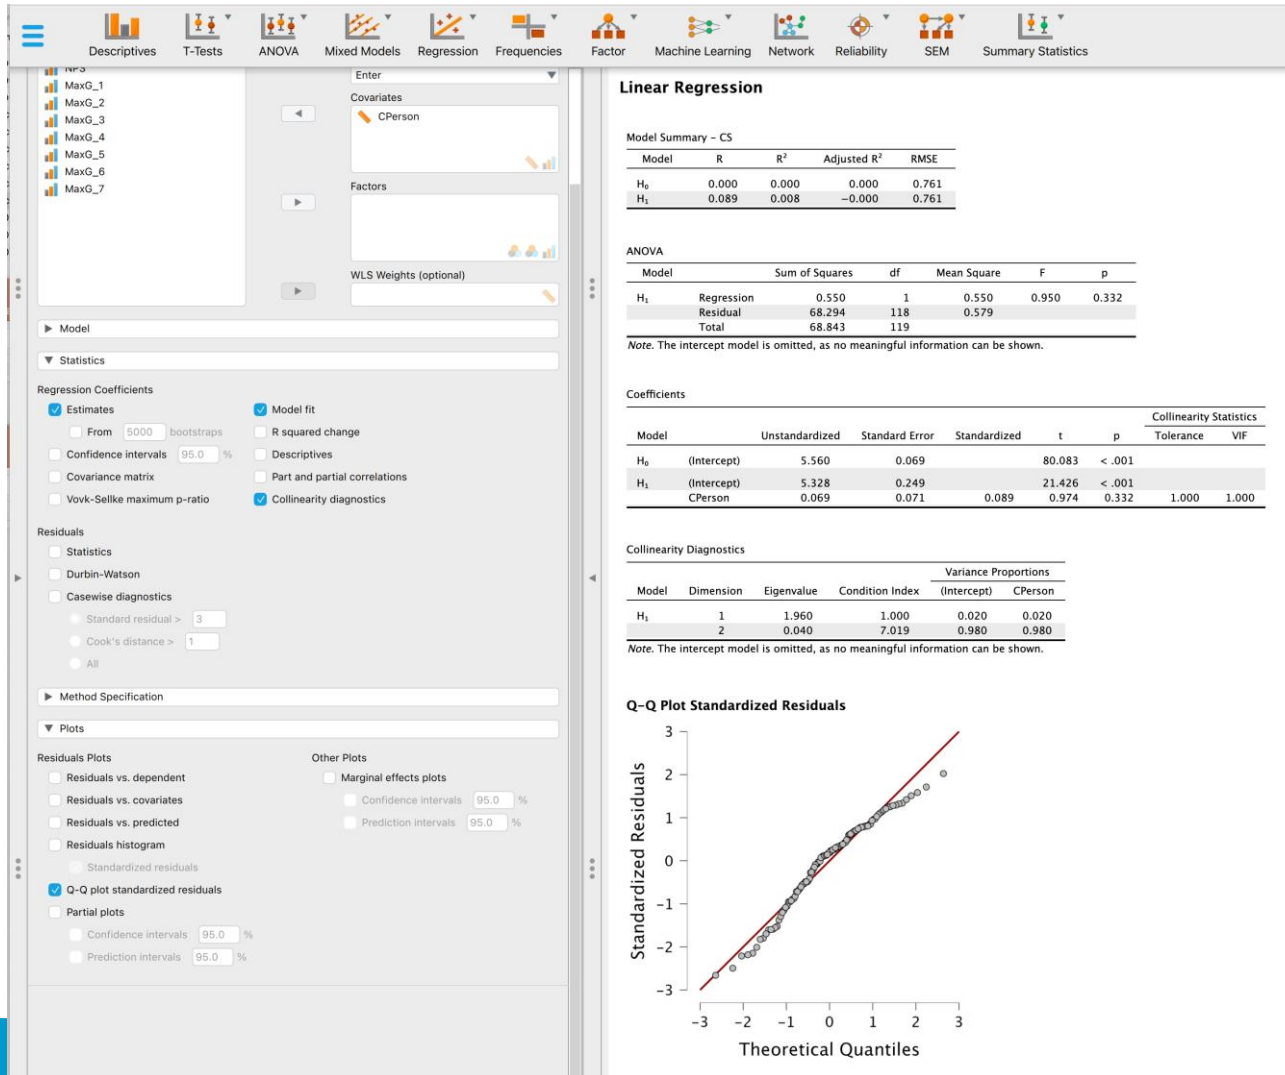 Descriptives T-Tests ANOVA Mixed Models Regression Frequencies Factor Machine Learning Network Reliability SEM Summary Statistics
NPS
MaxG_1
MaxG_2
MaxG_3
MaxG_4
MaxG_5
MaxG_6
MaxG_7
Enter
Covariates
CPerson
Factors
WLS Weights (optional)
Model
Statistics
Regression Coefficients
Estimates Model fit
From 5000 bootstraps R squared change
Confidence intervals 95.0 % Descriptives
Covariance matrix Part and partial correlations
Vovk-Sellke maximum p-ratio Collinearity diagnostics
Residuals
Statistics
Durbin-Watson
Casewise diagnostics
Standard residual > 3
Cook's distance > 1
All
Method Specification
Plots
Residuals Plots Other Plots
Residuals vs. dependent Marginal effects plots
Residuals vs. covariates Confidence intervals 95.0 %
Residuals vs. predicted Prediction intervals 95.0 %
Residuals histogram
Standardized residuals
Q-Q plot standardized residuals
Partial plots
Confidence intervals 95.0 %
Prediction intervals 95.0 %
Linear Regression
Model Summary – CS
Model R R² Adjusted R² RMSE
H₀ 0.000 0.000 0.000 0.761
H₁ 0.089 0.008 −0.000 0.761
ANOVA
Model Sum of Squares df Mean Square F p
H₁ Regression 0.550 1 0.550 0.950 0.332
Residual 68.294 118 0.579
Total 68.843 119
Note. The intercept model is omitted, as no meaningful information can be shown.
Coefficients
Collinearity Statistics
Model Unstandardized Standard Error Standardized t p Tolerance VIF
H₀ (Intercept) 5.560 0.069 80.083 < .001
H₁ (Intercept) 5.328 0.249 21.426 < .001
CPerson 0.069 0.071 0.089 0.974 0.332 1.000 1.000
Collinearity Diagnostics
Variance Proportions
Model Dimension Eigenvalue Condition Index (Intercept) CPerson
H₁ 1 1.960 1.000 0.020 0.020
2 0.040 7.019 0.980 0.980
Note. The intercept model is omitted, as no meaningful information can be shown.
Q–Q Plot Standardized Residuals
3
2
1
0
−1
−2
−3
Standardized Residuals
−3 −2 −1 0 1 2 3
Theoretical Quantiles